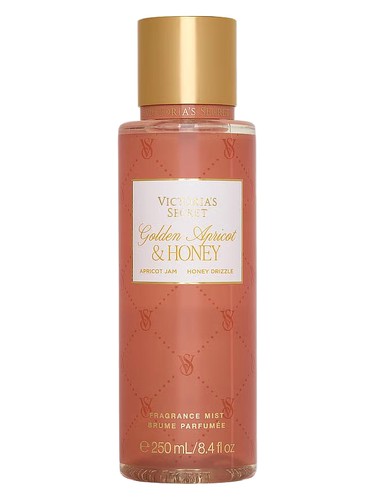 VICTORIA'S
SECRET
Golden Apricot
& HONEY
APRICOT JAM HONEY DRIZZLE
FRAGRANCE MIST
BRUME PARFUMÉE
℮ 250 mL/8.4 fl oz